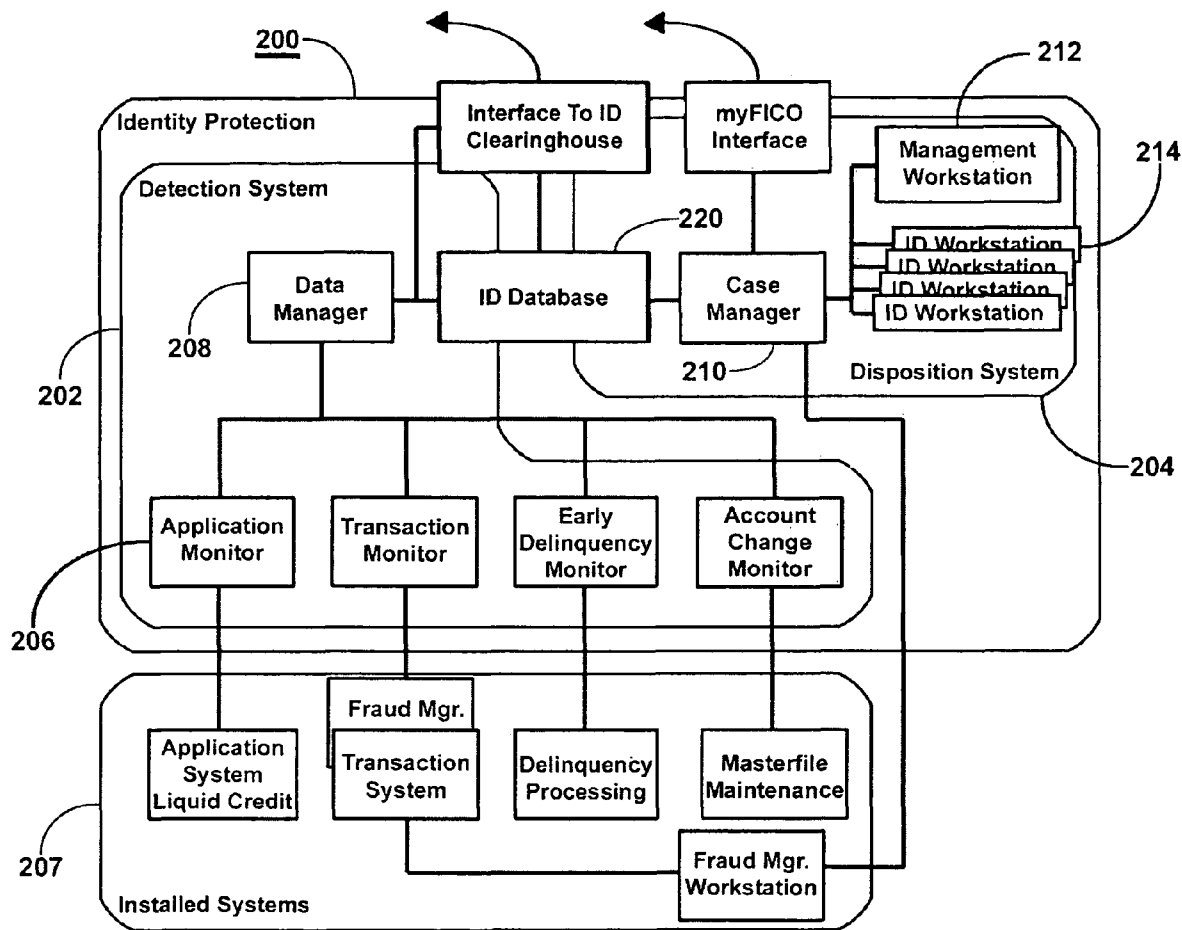 200
212
Identity Protection
Interface To ID
Clearinghouse
myFICO
Interface
Management
Workstation
214
Detection System
220
ID Workstation
ID Workstation
ID Workstation
ID Workstation
Data
Manager
ID Database
Case
Manager
208
210
Disposition System
202
204
Application
Monitor
Transaction
Monitor
Early
Delinquency
Monitor
Account
Change
Monitor
206
Fraud Mgr.
Application
System
Liquid Credit
Transaction
System
Delinquency
Processing
Masterfile
Maintenance
207
Fraud Mgr.
Workstation
Installed Systems